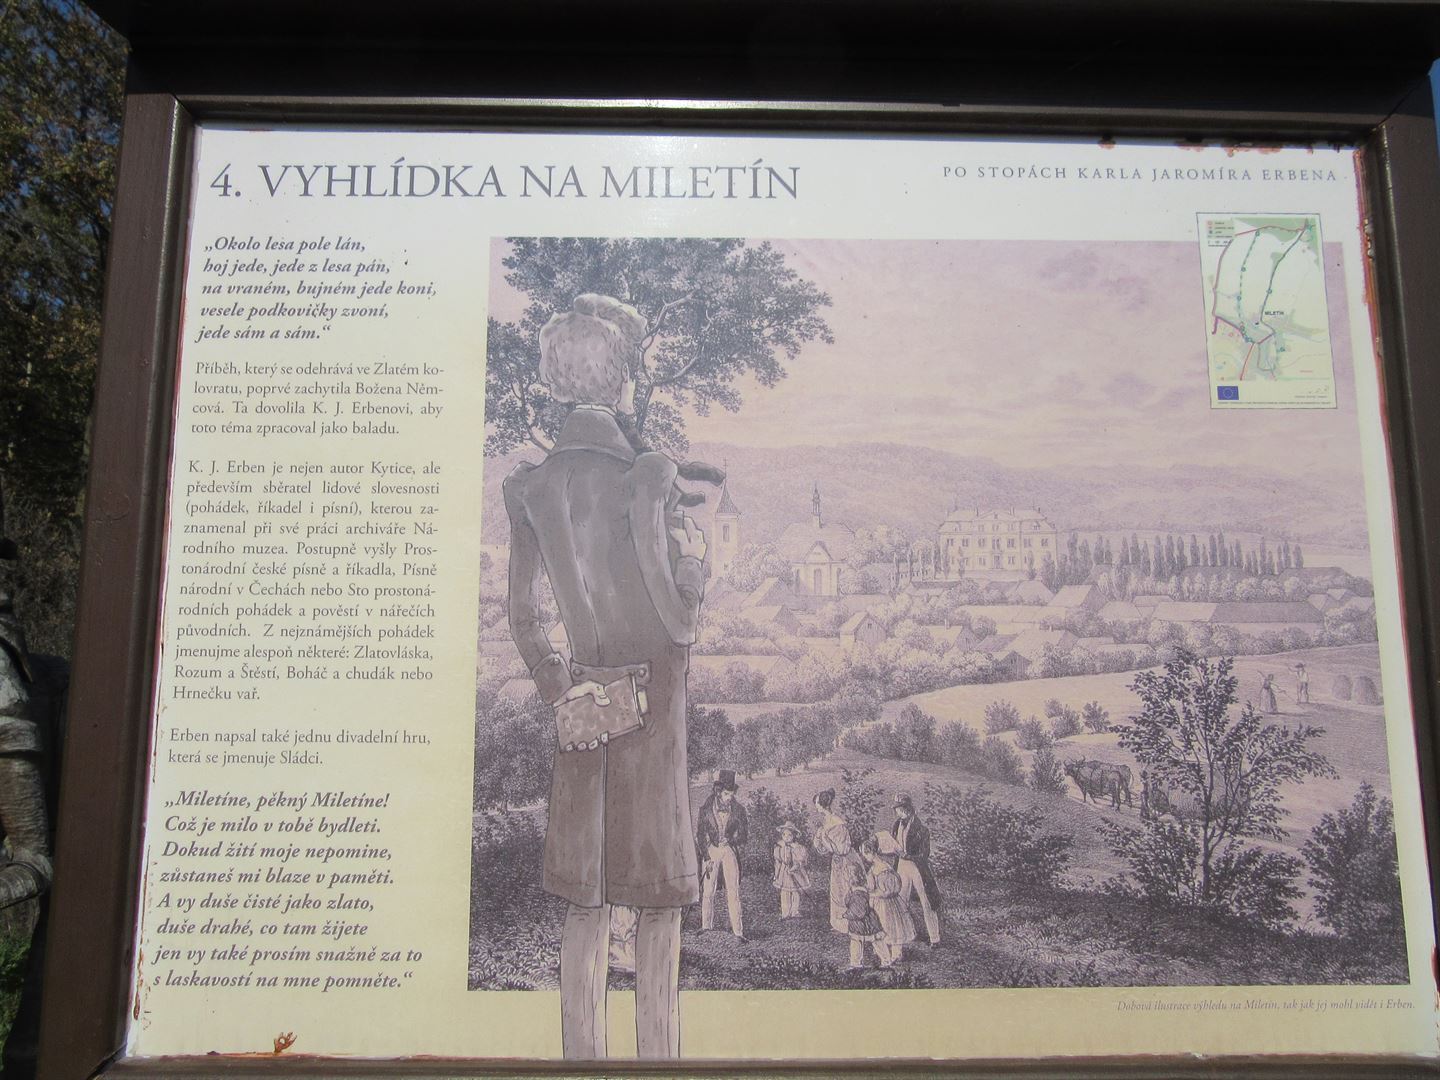 4. VYHLÍDKA NA MILETÍN
PO STOPÁCH KARLA JAROMÍRA ERBENA
„Okolo lesa pole lán,
hoj jede, jede z lesa pán,
na vraném, bujném jede koni,
vesele podkovičky zvoní,
jede sám a sám.“
Příběh, který se odehrává ve Zlatém ko-
lovratu, poprvé zachytila Božena Něm-
cová. Ta dovolila K. J. Erbenovi, aby
toto téma zpracoval jako baladu.
K. J. Erben je nejen autor Kytice, ale
především sběratel lidové slovesnosti
(pohádek, říkadel i písní), kterou za-
znamenal při své práci archiváře Ná-
rodního muzea. Postupně vyšly Pros-
tonárodní české písně a říkadla, Písně
národní v Čechách nebo Sto prostoná-
rodních pohádek a pověstí v nářečích
původních. Z nejznámějších pohádek
jmenujme alespoň některé: Zlatovláska,
Rozum a Štěstí, Boháč a chudák nebo
Hrnečku vař.
Erben napsal také jednu divadelní hru,
která se jmenuje Sládci.
„Miletíne, pěkný Miletíne!
Což je milo v tobě bydleti.
Dokud žití moje nepomine,
zůstaneš mi blaze v paměti.
A vy duše čisté jako zlato,
duše drahé, co tam žijete
jen vy také prosím snažně za to
s laskavostí na mne pomněte.“
MILETÍN
Dobová ilustrace výhledu na Miletín, tak jak jej mohl vidět i Erben.